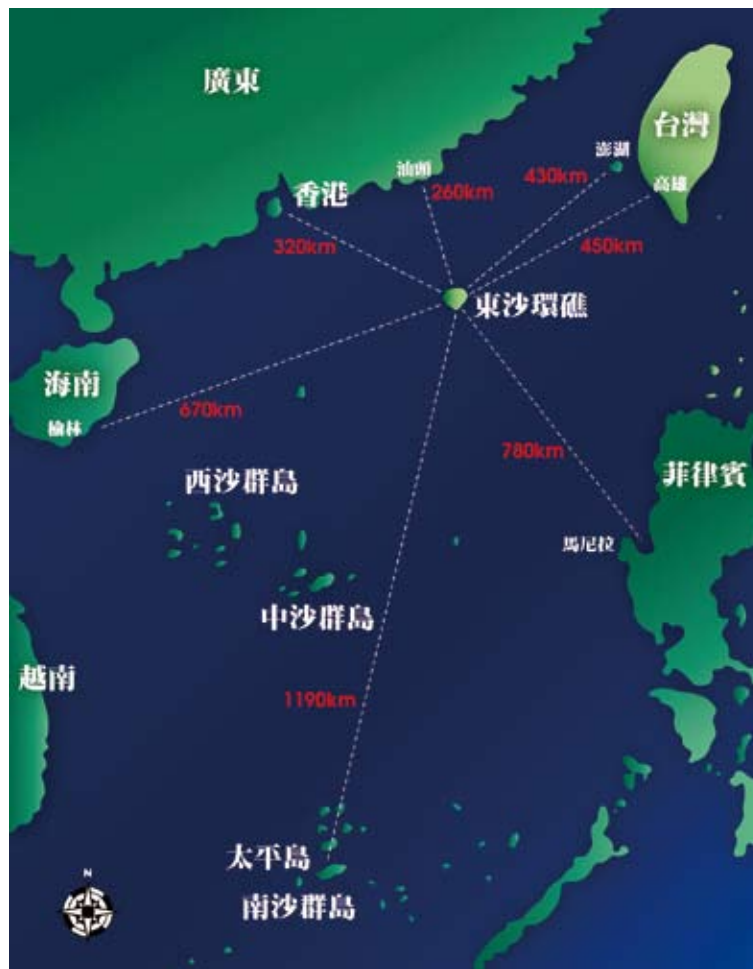 廣東
台灣
澎湖
汕頭
430km
高雄
260km
香港
320km
450km
東沙環礁
海南
670km
榆林
780km
菲律賓
西沙群島
馬尼拉
中沙群島
越南
1190km
太平島
N
南沙群島